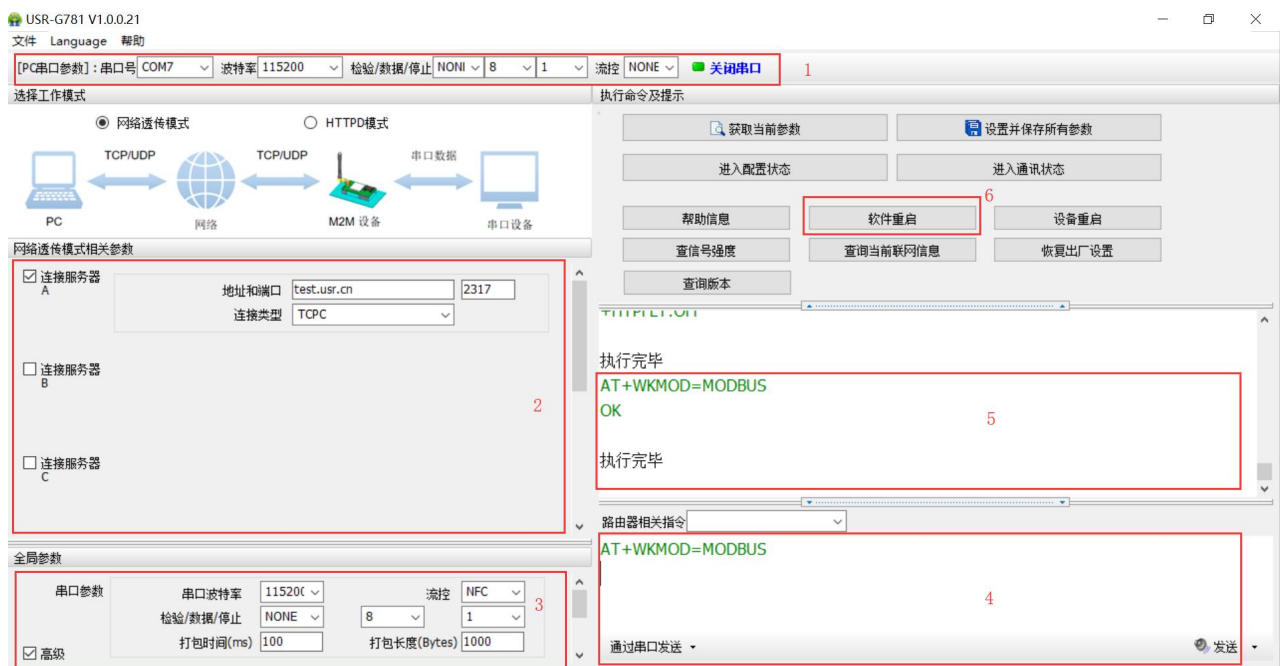 USR-G781 V1.0.0.21
文件 Language 帮助
[PC串口参数]：串口号 COM7 波特率 115200 检验/数据/停止 NONI 8 1 流控 NONE 关闭串口 1
选择工作模式
网络透传模式 HTTPD模式
TCP/UDP TCP/UDP 串口数据
PC 网络 M2M 设备 串口设备
网络透传模式相关参数
连接服务器
A
地址和端口 test.usr.cn 2317
连接类型 TCPC
连接服务器
B
2
连接服务器
C
全局参数
串口参数 串口波特率 11520( 流控 NFC
检验/数据/停止 NONE 8 1 3
打包时间(ms) 100 打包长度(Bytes) 1000
高级
执行命令及提示
获取当前参数 设置并保存所有参数
进入配置状态 进入通讯状态
6
帮助信息 软件重启 设备重启
查信号强度 查询当前联网信息 恢复出厂设置
查询版本
执行完毕
AT+WKMOD=MODBUS
OK
5
执行完毕
路由器相关指令
AT+WKMOD=MODBUS
4
通过串口发送 发送